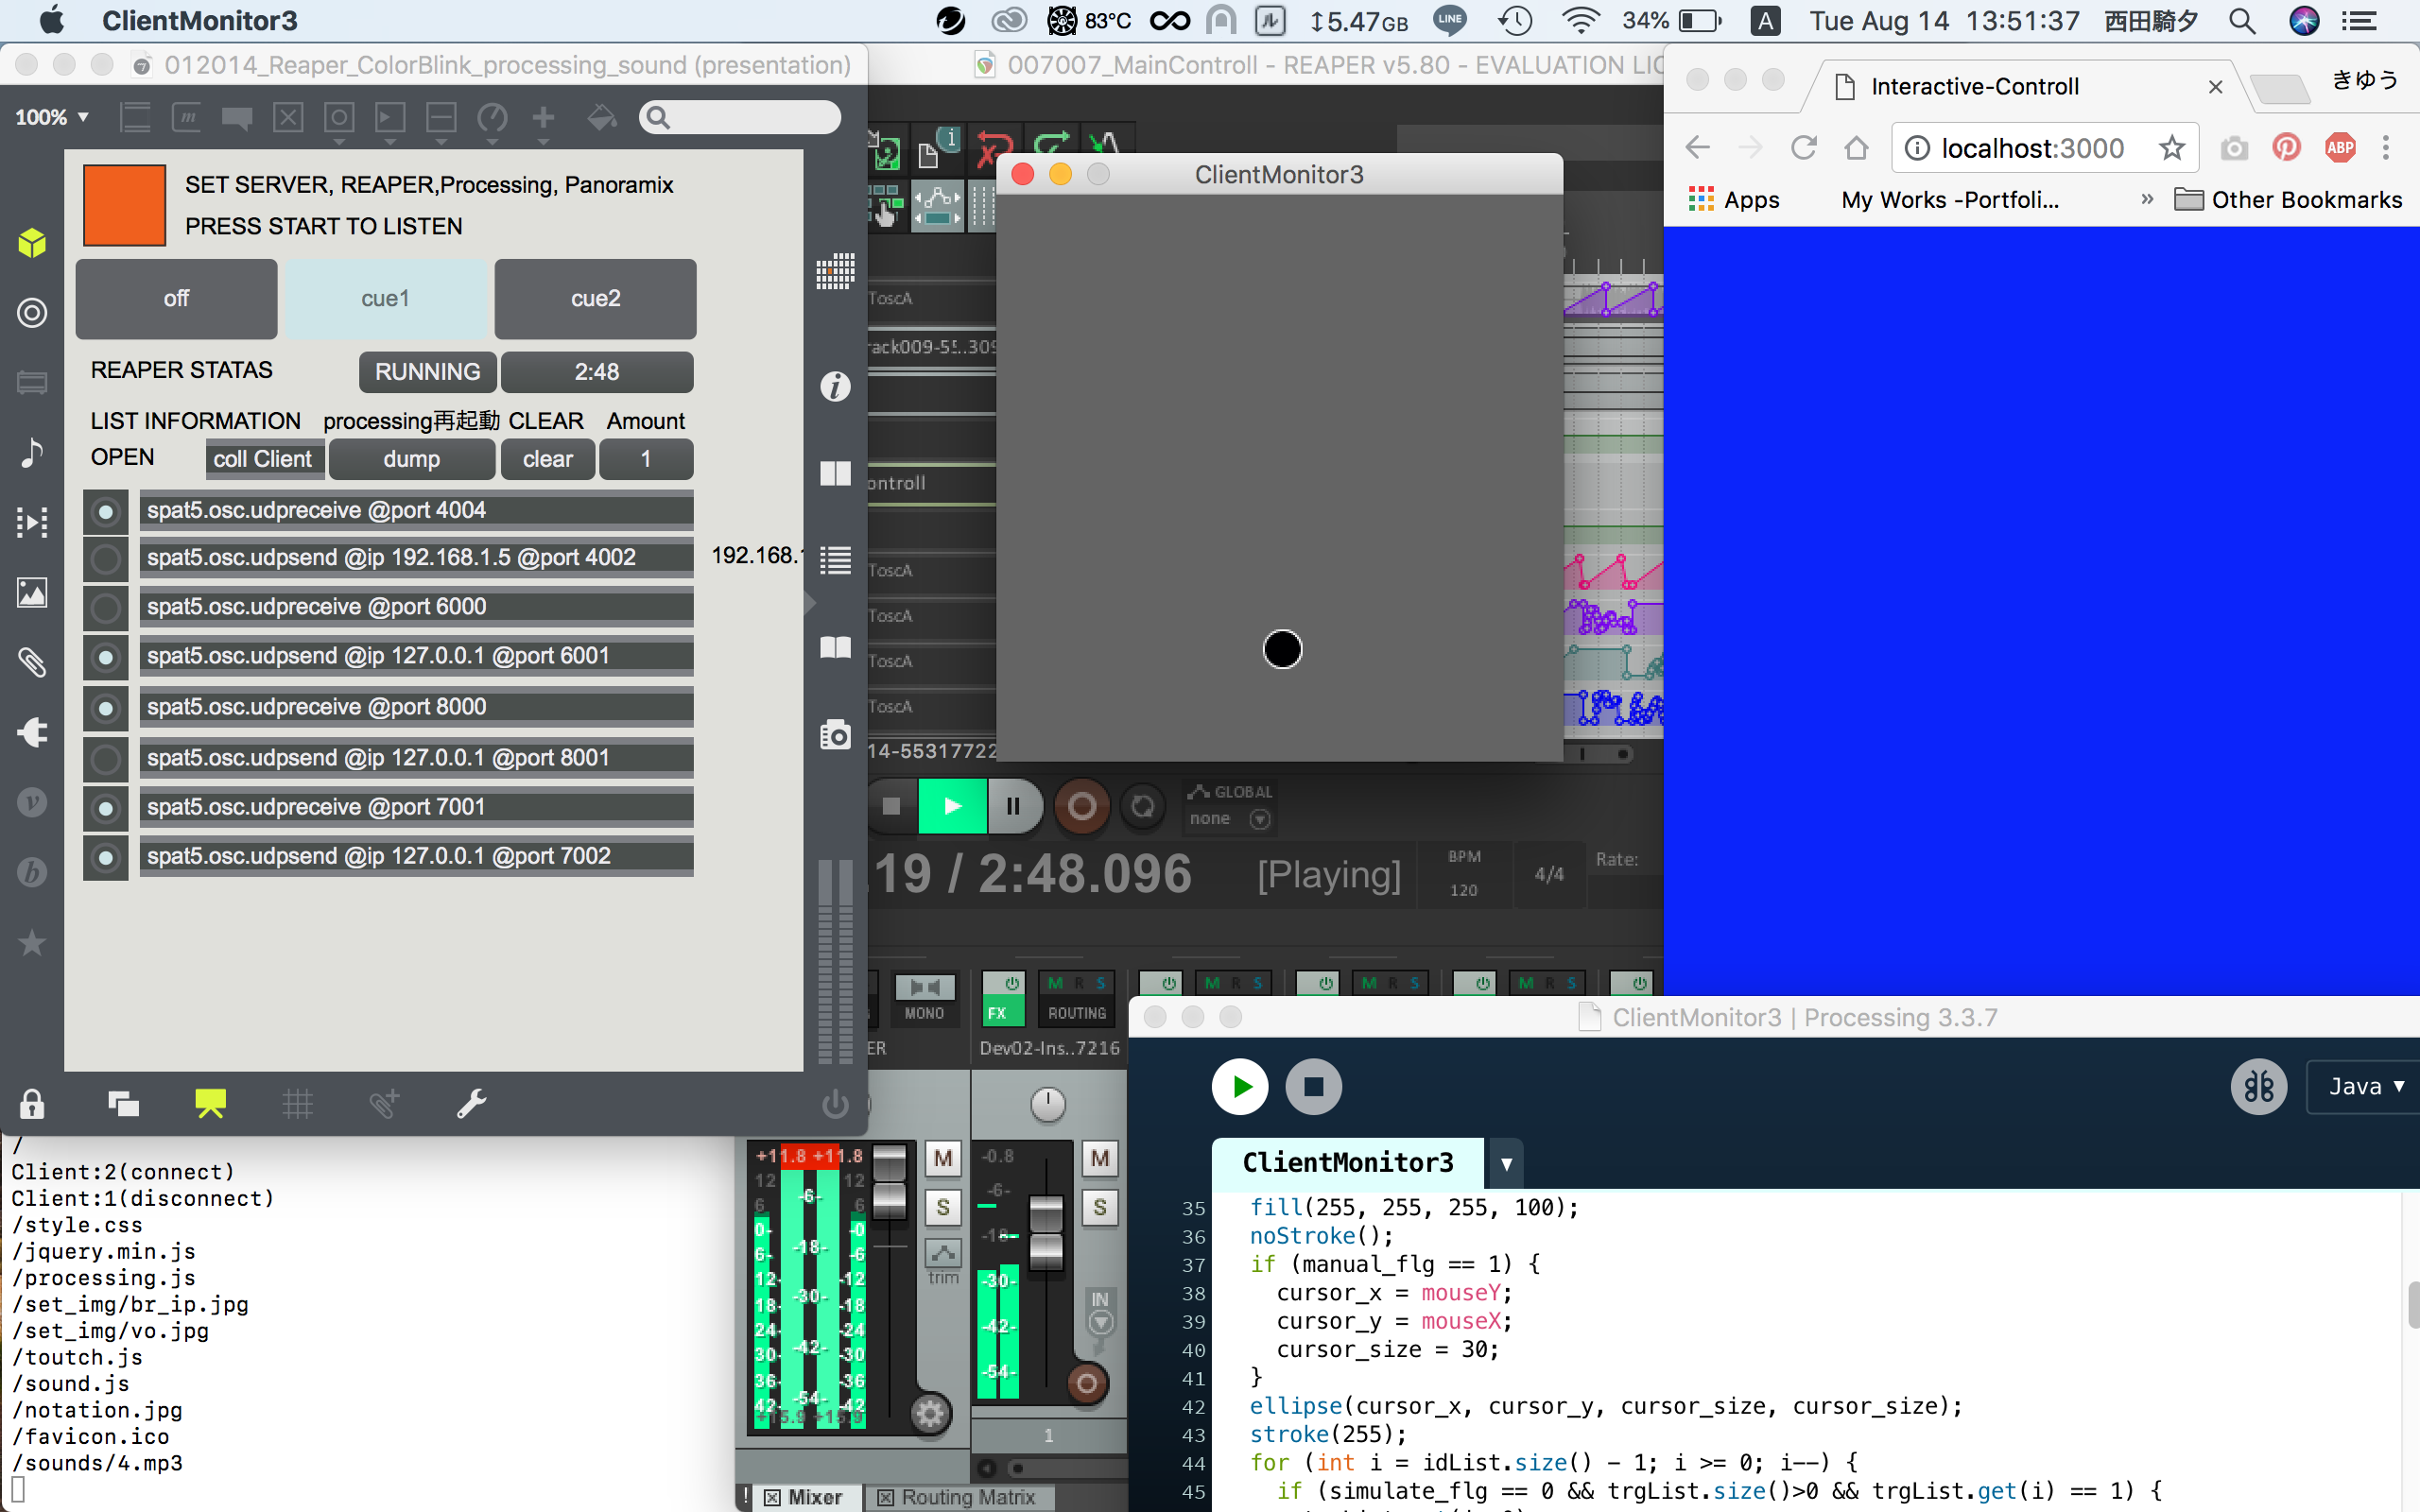 ClientMonitor3
83°C
↕5.47GB
LINE
34%
A
Tue Aug 14 13:51:37
西田騎夕
012014_Reaper_ColorBlink_processing_sound (presentation)
100%
SET SERVER, REAPER,Processing, Panoramix
PRESS START TO LISTEN
off
cue1
cue2
REAPER STATAS
RUNNING
2:48
LIST INFORMATION
processing再起動
CLEAR
Amount
OPEN
coll Client
dump
clear
1
spat5.osc.udpreceive @port 4004
spat5.osc.udpsend @ip 192.168.1.5 @port 4002
192.168.
spat5.osc.udpreceive @port 6000
spat5.osc.udpsend @ip 127.0.0.1 @port 6001
spat5.osc.udpreceive @port 8000
spat5.osc.udpsend @ip 127.0.0.1 @port 8001
spat5.osc.udpreceive @port 7001
spat5.osc.udpsend @ip 127.0.0.1 @port 7002
/
Client:2(connect)
Client:1(disconnect)
/style.css
/jquery.min.js
/processing.js
/set_img/br_ip.jpg
/set_img/vo.jpg
/toutch.js
/sound.js
/notation.jpg
/favicon.ico
/sounds/4.mp3
007007_MainControll - REAPER v5.80 - EVALUATION LIC
ToscA
rack009-55..309
ontroll
ToscA
ToscA
ToscA
ToscA
14-55317722
ClientMonitor3
GLOBAL
none
.19 / 2:48.096
[Playing]
BPM
120
4/4
Rate:
MONO
FX
M R S
ROUTING
M R S
M R S
M R S
ER
Dev02-Ins..7216
+11.8 +11.8
-0.8
M
S
trim
M
S
IN
+15.9 +15.9
1
Mixer
Routing Matrix
Interactive-Controll
きゆう
localhost:3000
ABP
Apps
My Works -Portfoli...
»
Other Bookmarks
ClientMonitor3 | Processing 3.3.7
Java
ClientMonitor3
35 fill(255, 255, 255, 100);
36 noStroke();
37 if (manual_flg == 1) {
38 cursor_x = mouseY;
39 cursor_y = mouseX;
40 cursor_size = 30;
41 }
42 ellipse(cursor_x, cursor_y, cursor_size, cursor_size);
43 stroke(255);
44 for (int i = idList.size() - 1; i >= 0; i--) {
45 if (simulate_flg == 0 && trgList.size()>0 && trgList.get(i) == 1) {